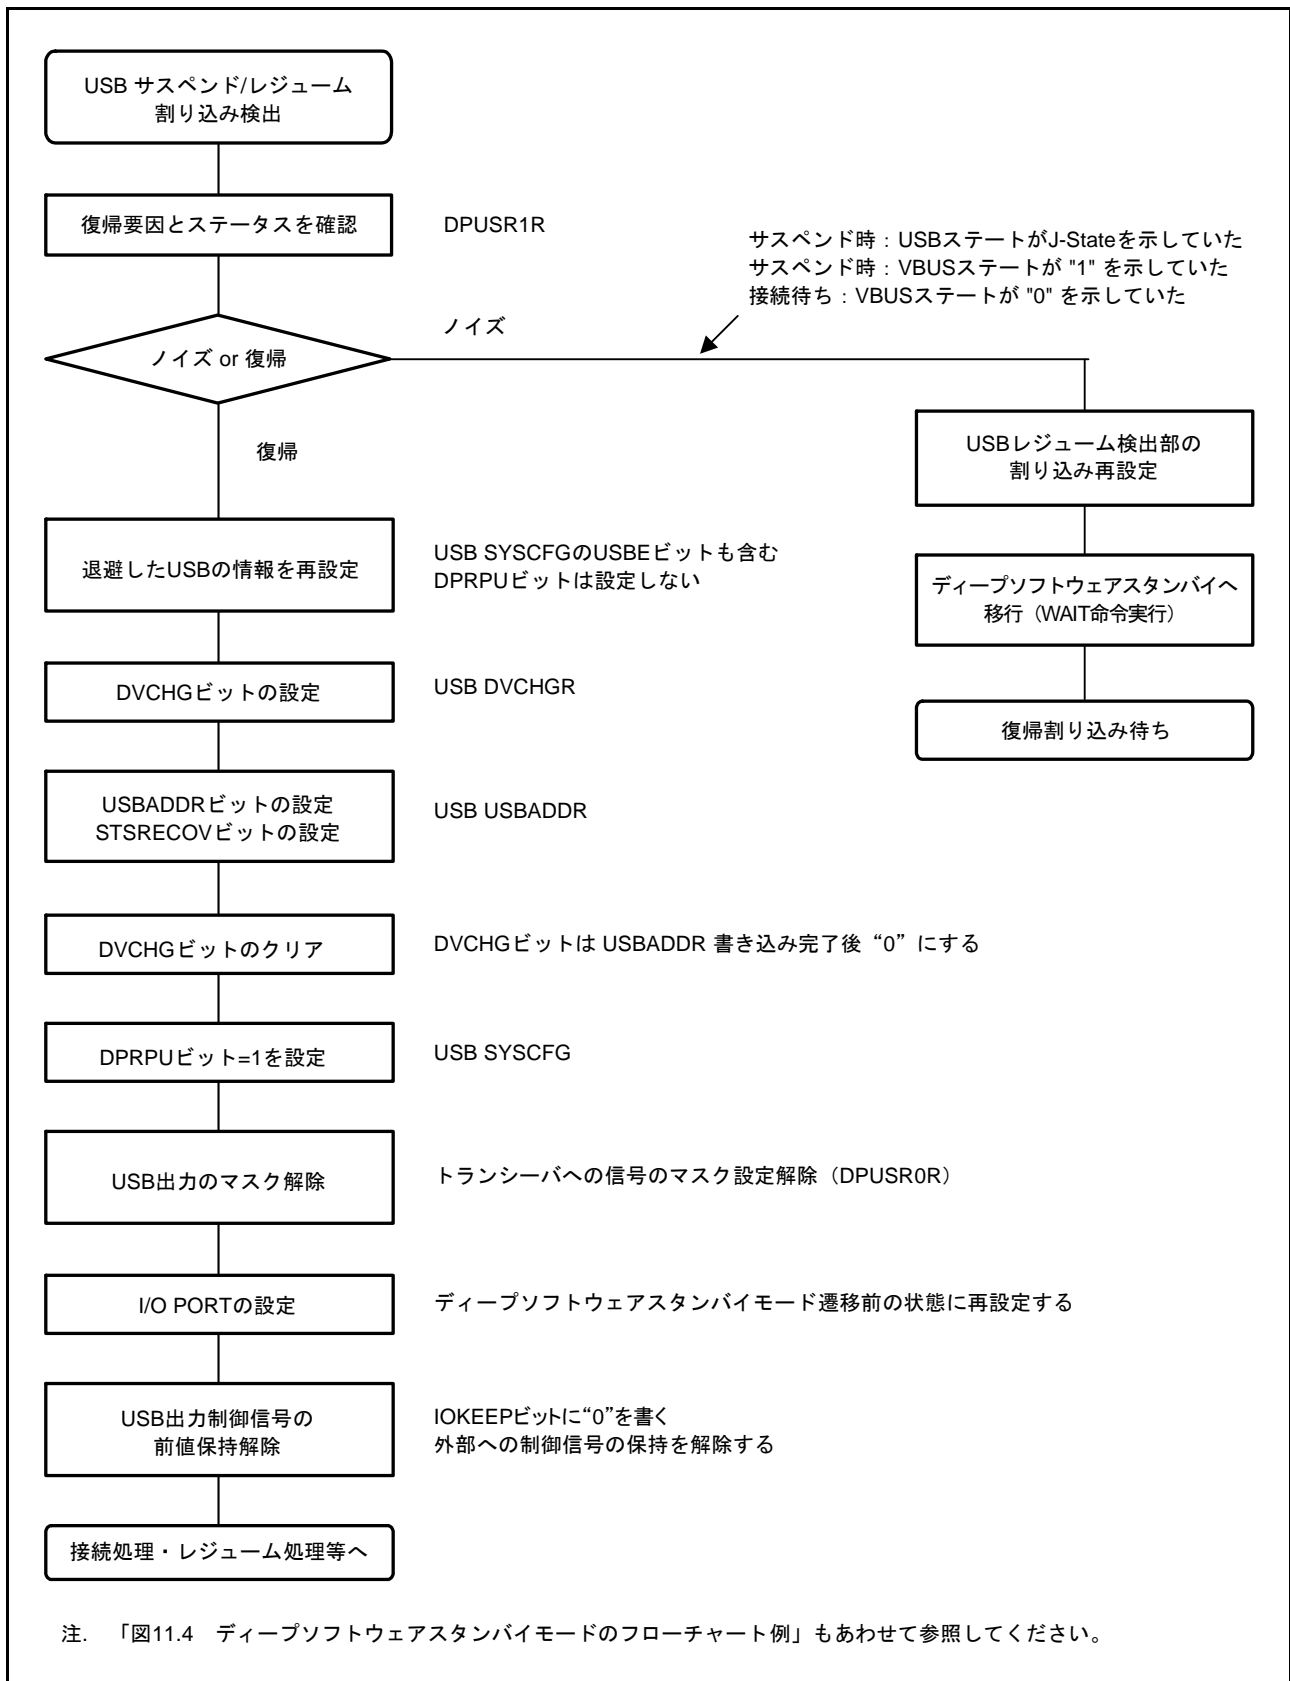 USB サスペンド/レジューム
割り込み検出
復帰要因とステータスを確認
DPUSR1R
サスペンド時：USBステートがJ-Stateを示していた
サスペンド時：VBUSステートが "1" を示していた
接続待ち：VBUSステートが "0" を示していた
ノイズ
ノイズ or 復帰
復帰
USBレジューム検出部の
割り込み再設定
退避したUSBの情報を再設定
USB SYSCFGのUSBEビットも含む
DPRPUビットは設定しない
ディープソフトウェアスタンバイへ
移行（WAIT命令実行）
DVCHGビットの設定
USB DVCHGR
復帰割り込み待ち
USBADDRビットの設定
STSRECOVビットの設定
USB USBADDR
DVCHGビットのクリア
DVCHGビットは USBADDR 書き込み完了後“0”にする
DPRPUビット=1を設定
USB SYSCFG
USB出力のマスク解除
トランシーバへの信号のマスク設定解除（DPUSR0R）
I/O PORTの設定
ディープソフトウェアスタンバイモード遷移前の状態に再設定する
USB出力制御信号の
前値保持解除
IOKEEPビットに“0”を書く
外部への制御信号の保持を解除する
接続処理・レジューム処理等へ
注. 「図11.4 ディープソフトウェアスタンバイモードのフローチャート例」もあわせて参照してください。